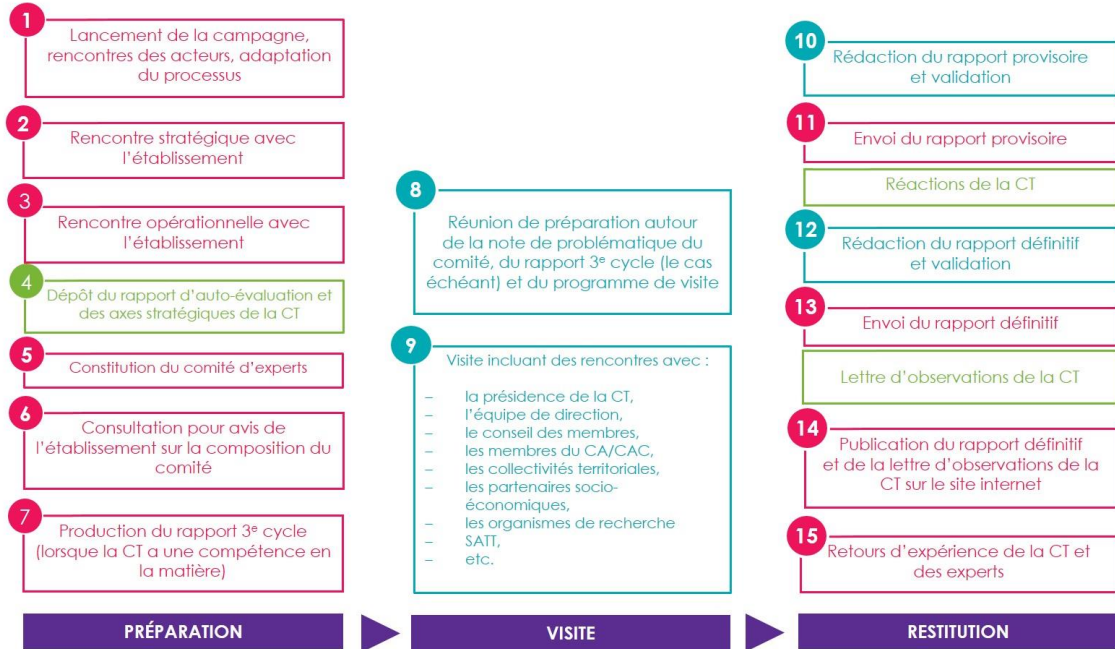 1
Lancement de la campagne,
rencontres des acteurs, adaptation
du processus
2
Rencontre stratégique avec
l'établissement
3
Rencontre opérationnelle avec
l'établissement
4
Dépôt du rapport d'auto-évaluation et
des axes stratégiques de la CT
5
Constitution du comité d'experts
6
Consultation pour avis de
l'établissement sur la composition du
comité
7
Production du rapport 3e cycle
(lorsque la CT a une compétence en
la matière)
PRÉPARATION
8
Réunion de préparation autour
de la note de problématique du
comité, du rapport 3e cycle (le cas
échéant) et du programme de visite
9
Visite incluant des rencontres avec :
– la présidence de la CT,
– l'équipe de direction,
– le conseil des membres,
– les membres du CA/CAC,
– les collectivités territoriales,
– les partenaires socio-
économiques,
– les organismes de recherche
– SATT,
– etc.
VISITE
10
Rédaction du rapport provisoire
et validation
11
Envoi du rapport provisoire
Réactions de la CT
12
Rédaction du rapport définitif
et validation
13
Envoi du rapport définitif
Lettre d'observations de la CT
14
Publication du rapport définitif
et de la lettre d'observations de la
CT sur le site internet
15
Retours d'expérience de la CT et
des experts
RESTITUTION